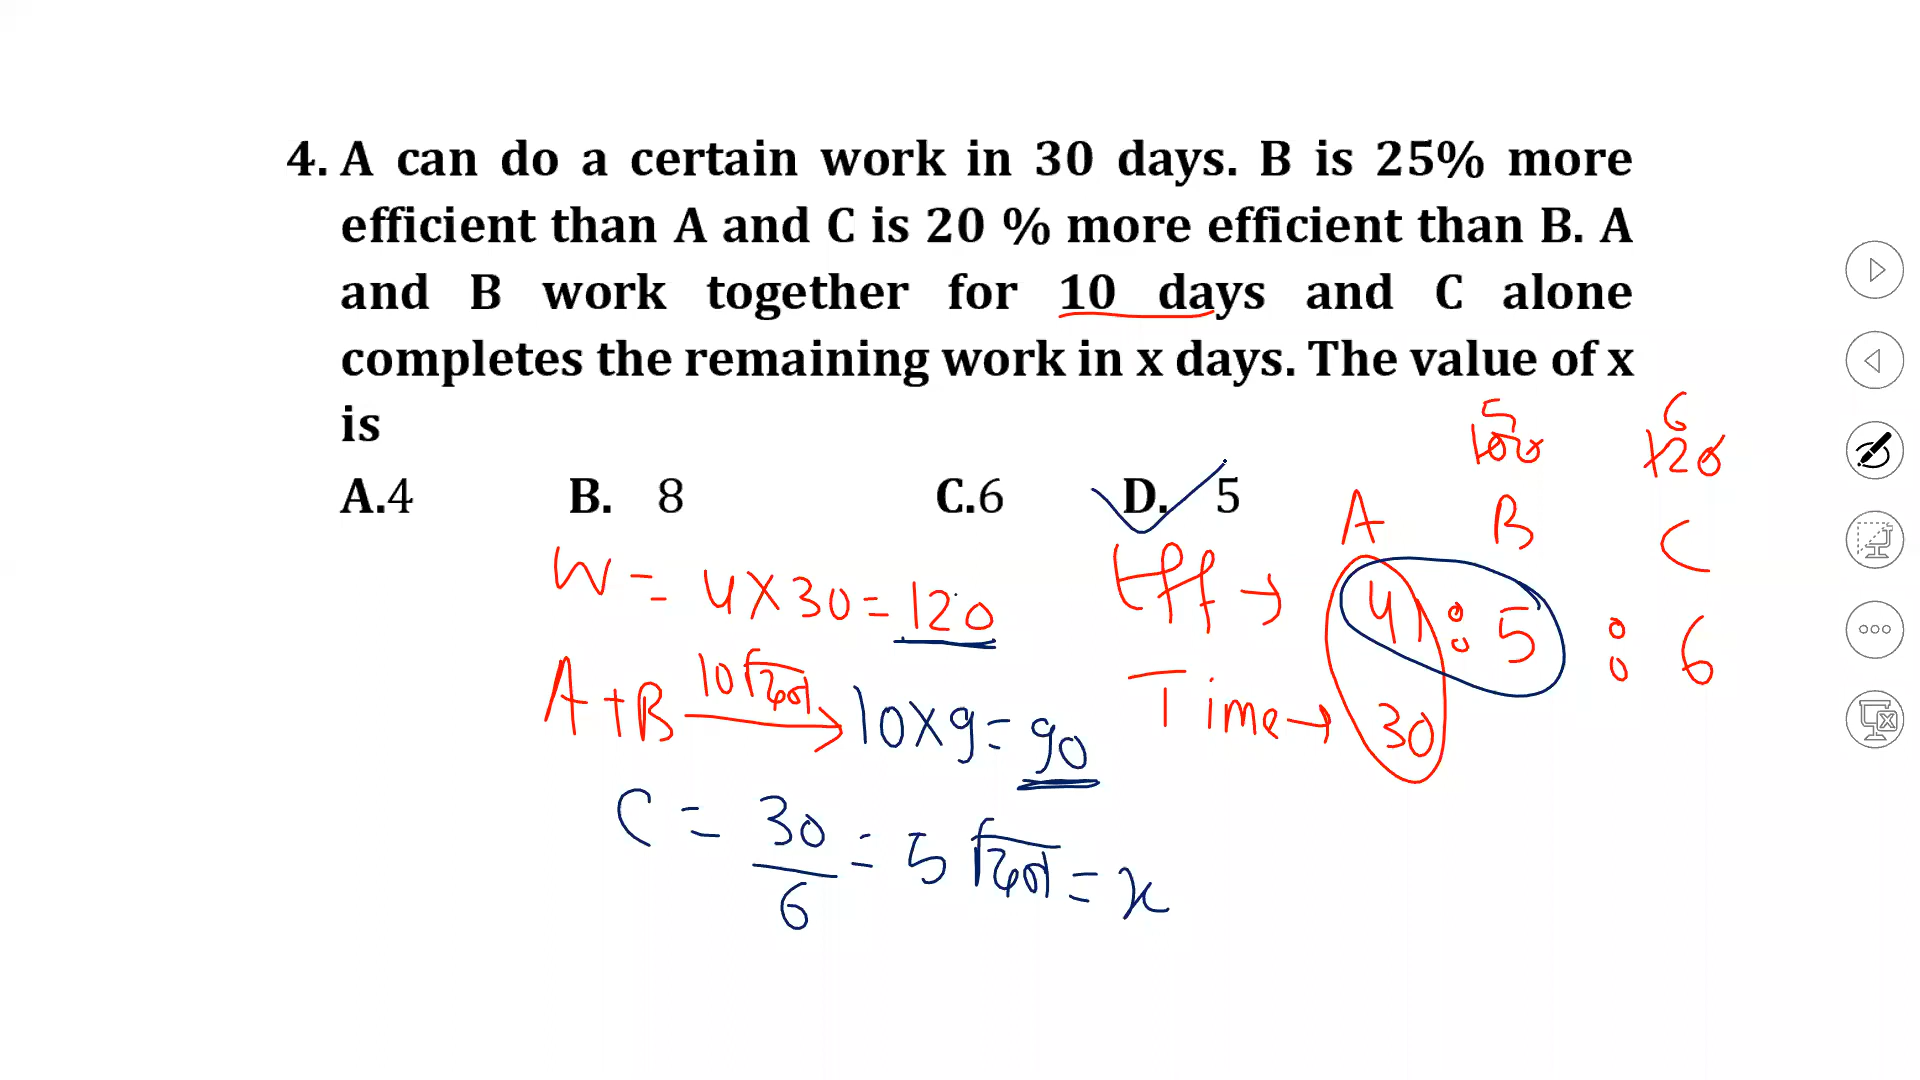 4. A can do a certain work in 30 days. B is 25% more
efficient than A and C is 20 % more efficient than B. A
and B work together for 10 days and C alone
completes the remaining work in x days. The value of x
is
A.4 B. 8 C.6 D. 5
5 6
100 120
A B C
W = 4 X 30 = 120
Eff → 4 : 5 : 6
A+B 10 → 10 X 9 = 90
Time → 30
C = 30/6 = 5 = x